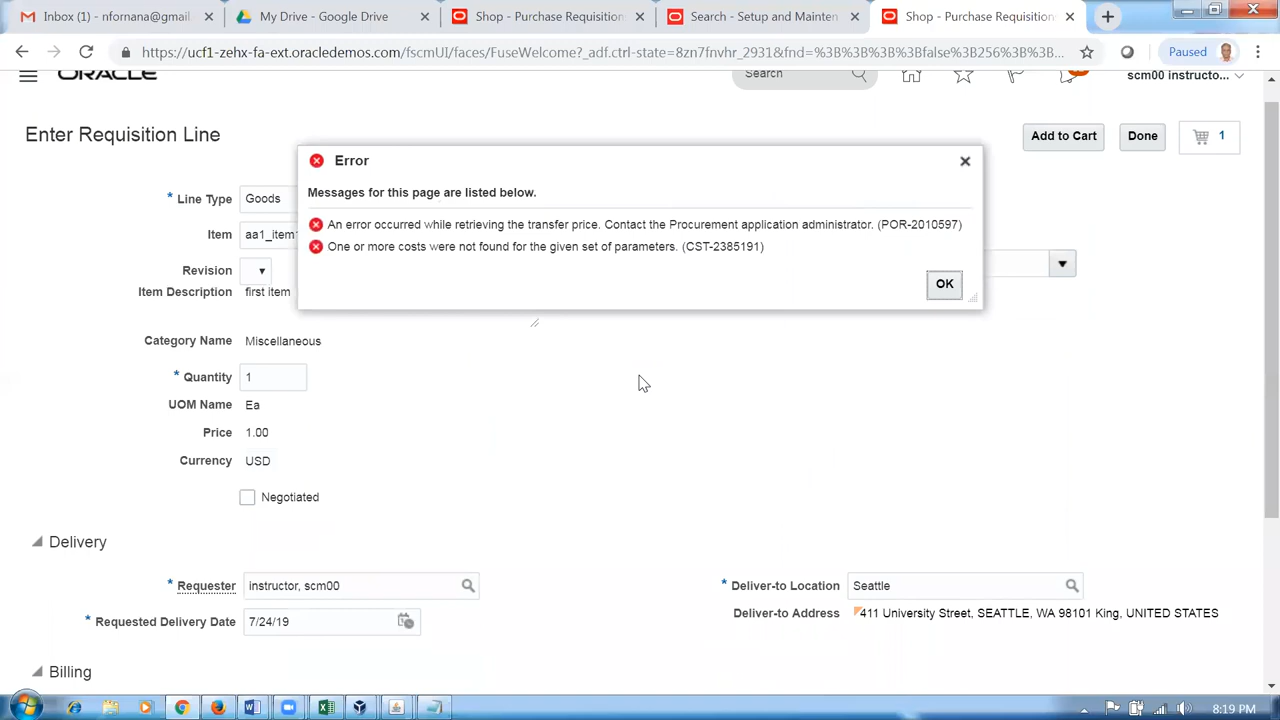 Inbox (1) - nfornana@gmail
My Drive - Google Drive
Shop - Purchase Requisition
Search - Setup and Mainten
Shop - Purchase Requisitions
https://ucf1-zehx-fa-ext.oracledemos.com/fscmUI/faces/FuseWelcome?_adf.ctrl-state=8zn7fnvhr_2931&fnd=%3B%3B%3B%3Bfalse%3B256%3B%3B...
Paused
ORACLE
Search
scm00 instructo...
Enter Requisition Line
Add to Cart
Done
1
Error
Messages for this page are listed below.
An error occurred while retrieving the transfer price. Contact the Procurement application administrator. (POR-2010597)
One or more costs were not found for the given set of parameters. (CST-2385191)
OK
* Line Type Goods
Item
Revision
Item Description first item
Category Name Miscellaneous
* Quantity 1
UOM Name Ea
Price 1.00
Currency USD
Negotiated
Delivery
* Requester instructor, scm00
* Deliver-to Location Seattle
Deliver-to Address 411 University Street, SEATTLE, WA 98101 King, UNITED STATES
* Requested Delivery Date 7/24/19
Billing
8:19 PM